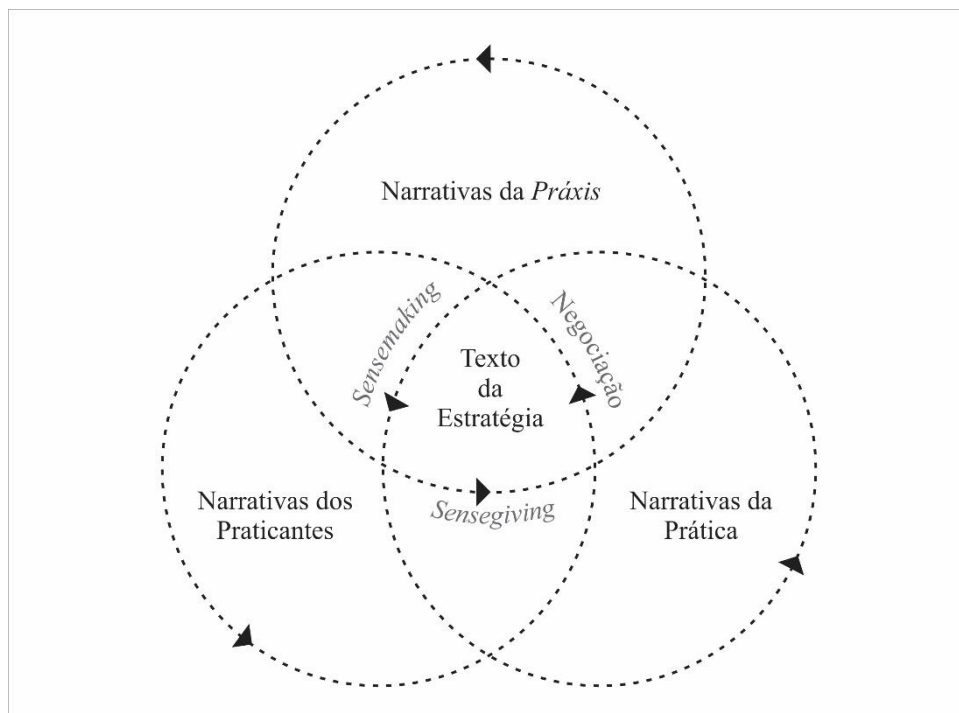 Narrativas da Práxis
Sensemaking
Negociação
Texto
da
Estratégia
Narrativas dos
Praticantes
Sensegiving
Narrativas da
Prática